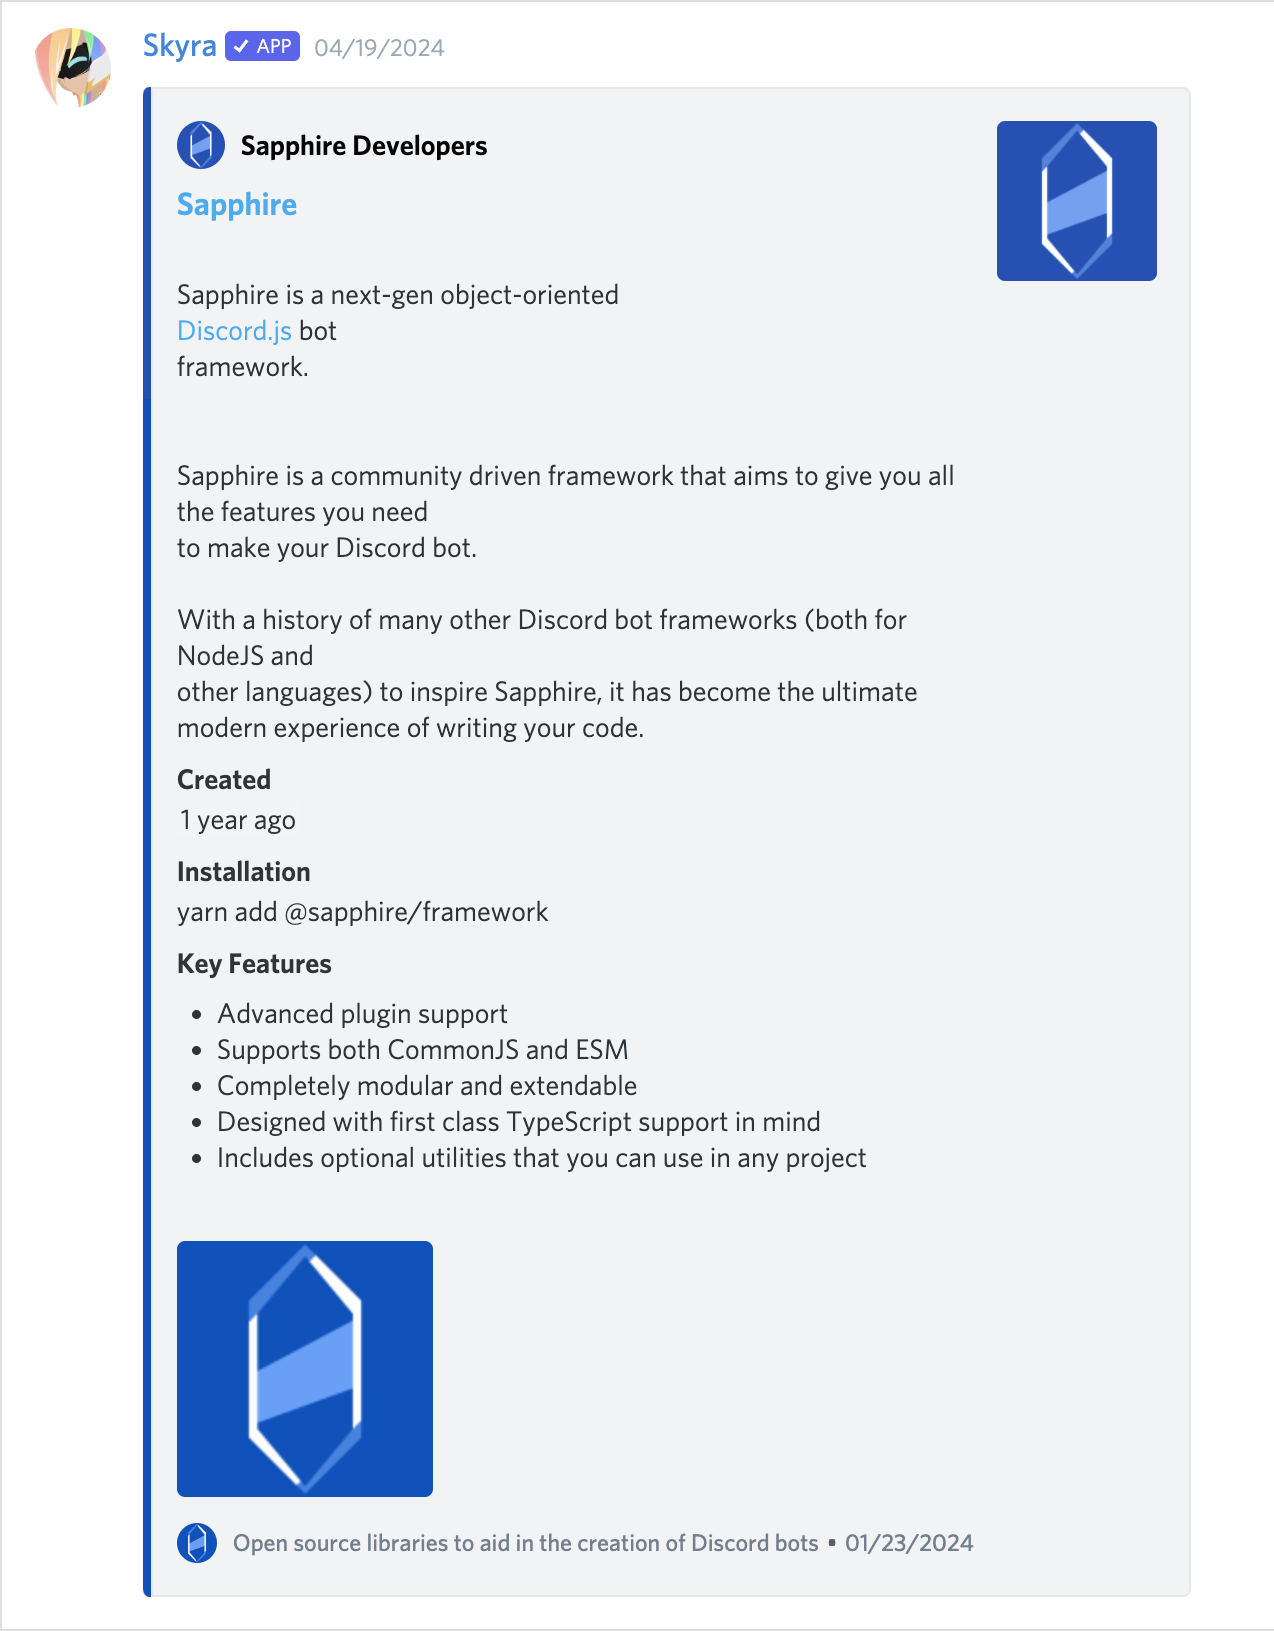 Skyra ✓ APP 04/19/2024
Sapphire Developers
Sapphire
Sapphire is a next-gen object-oriented
Discord.js bot
framework.
Sapphire is a community driven framework that aims to give you all
the features you need
to make your Discord bot.
With a history of many other Discord bot frameworks (both for
NodeJS and
other languages) to inspire Sapphire, it has become the ultimate
modern experience of writing your code.
Created
1 year ago
Installation
yarn add @sapphire/framework
Key Features
• Advanced plugin support
• Supports both CommonJS and ESM
• Completely modular and extendable
• Designed with first class TypeScript support in mind
• Includes optional utilities that you can use in any project
Open source libraries to aid in the creation of Discord bots • 01/23/2024